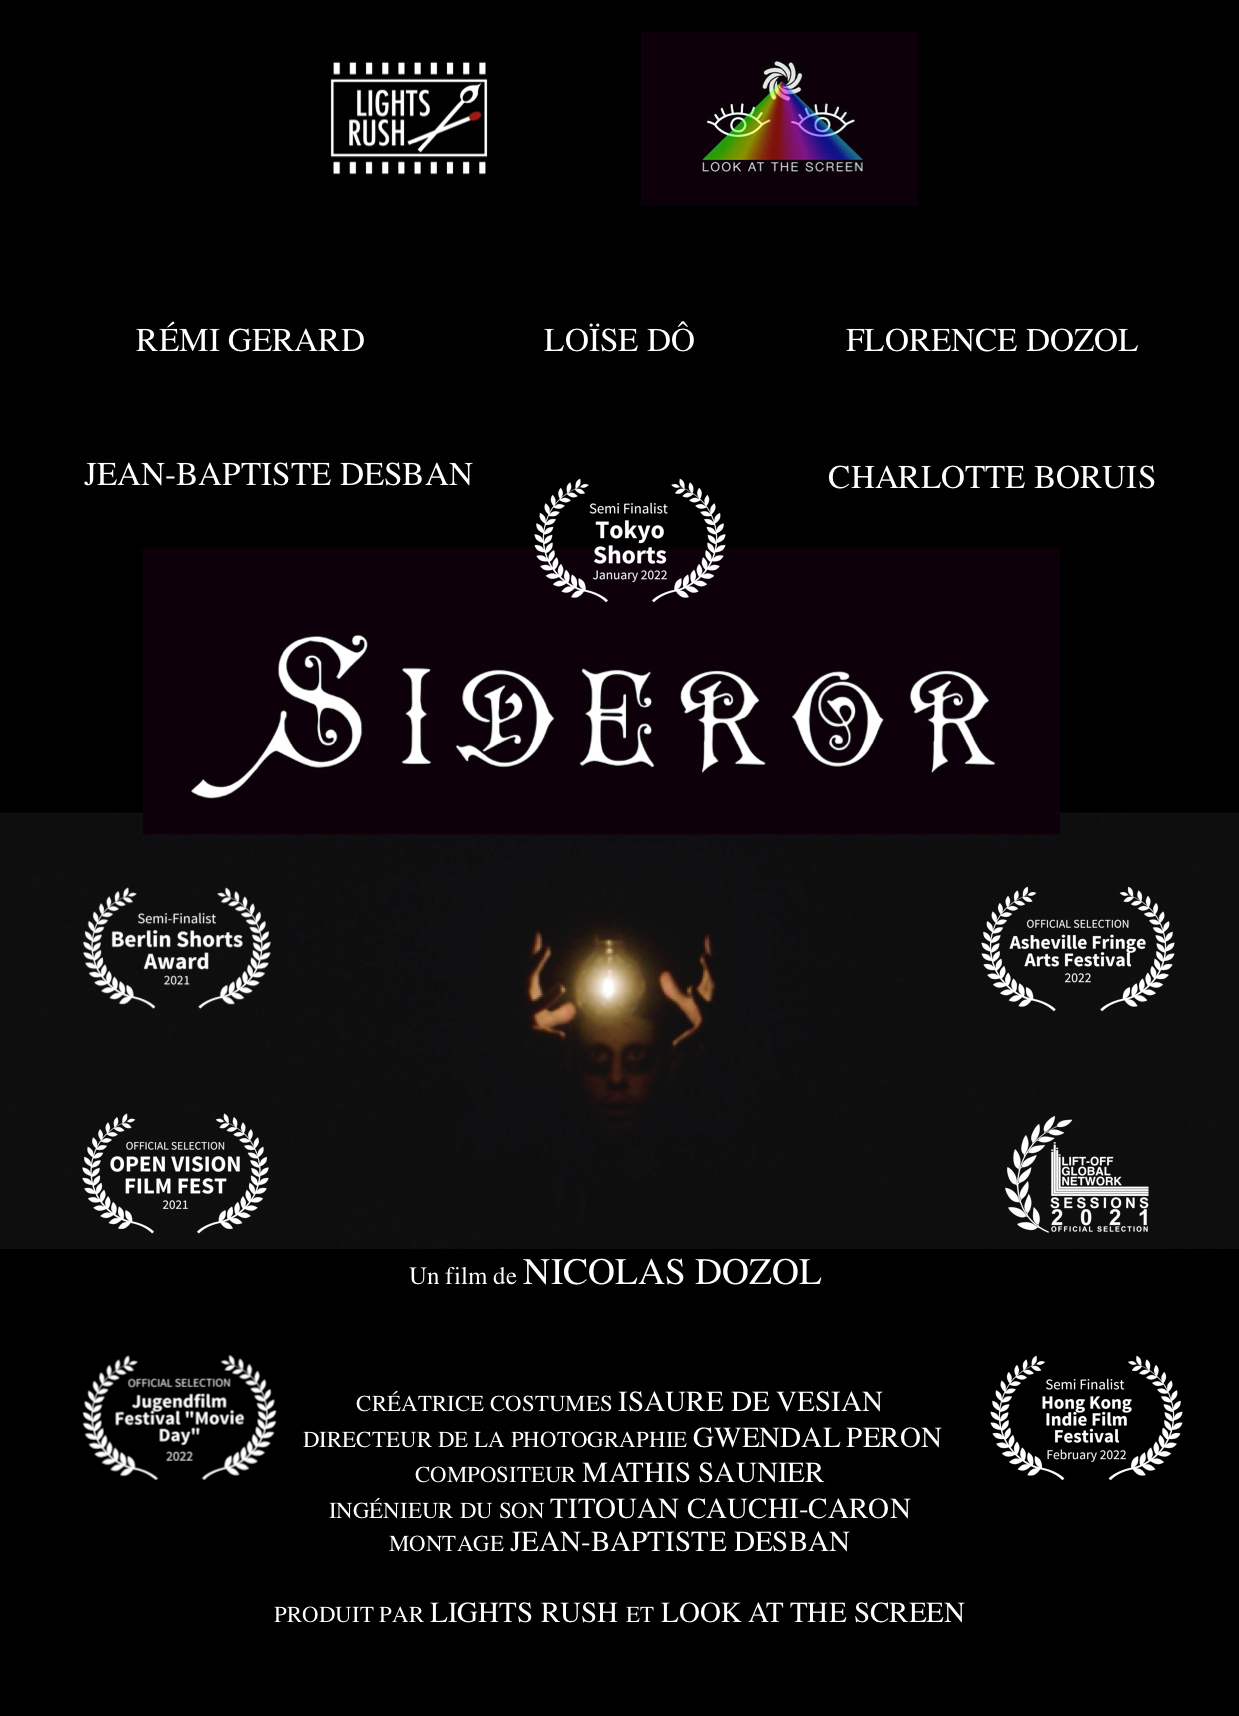 LIGHTS
RUSH
LOOK AT THE SCREEN
RÉMI GERARD
LOÏSE DÔ
FLORENCE DOZOL
JEAN-BAPTISTE DESBAN
CHARLOTTE BORUIS
Semi Finalist
Tokyo
Shorts
January 2022
SIDEROR
Semi-Finalist
Berlin Shorts
Award
2021
OFFICIAL SELECTION
Asheville Fringe
Arts Festival
2022
OFFICIAL SELECTION
OPEN VISION
FILM FEST
2021
LIFT-OFF
GLOBAL
NETWORK
SESSIONS
2021
OFFICIAL SELECTION
Un film de NICOLAS DOZOL
OFFICIAL SELECTION
Jugendfilm
Festival "Movie
Day"
2022
Semi Finalist
Hong Kong
Indie Film
Festival
February 2022
CRÉATRICE COSTUMES ISAURE DE VESIAN
DIRECTEUR DE LA PHOTOGRAPHIE GWENDAL PERON
COMPOSITEUR MATHIS SAUNIER
INGÉNIEUR DU SON TITOUAN CAUCHI-CARON
MONTAGE JEAN-BAPTISTE DESBAN
PRODUIT PAR LIGHTS RUSH ET LOOK AT THE SCREEN